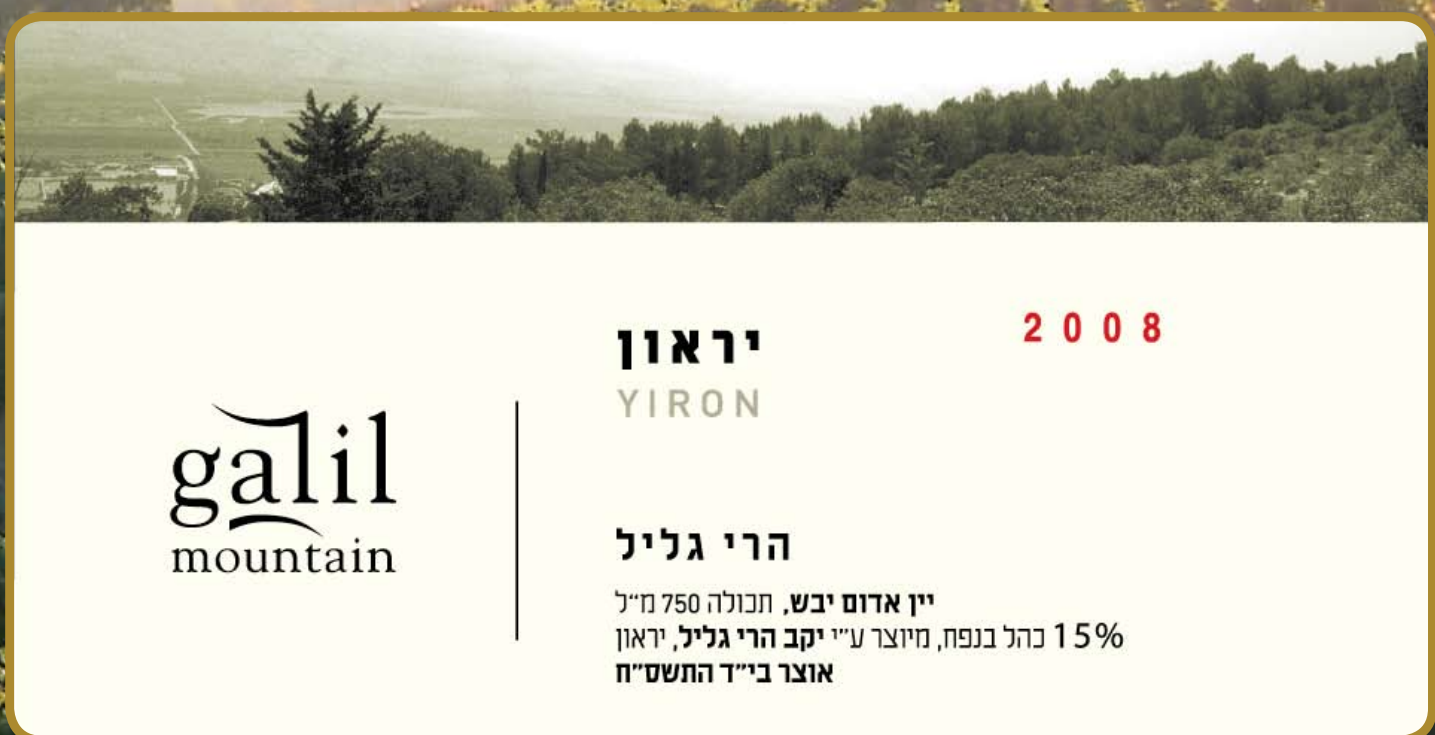 2008
יראון
YIRON
galil
mountain
הרי גליל
יין אדום יבש, תכולה 750 מ"ל
15% כהל בנפח, מיוצר ע"י יקב הרי גליל, יראון
אוצר בי"ד התשס"ח